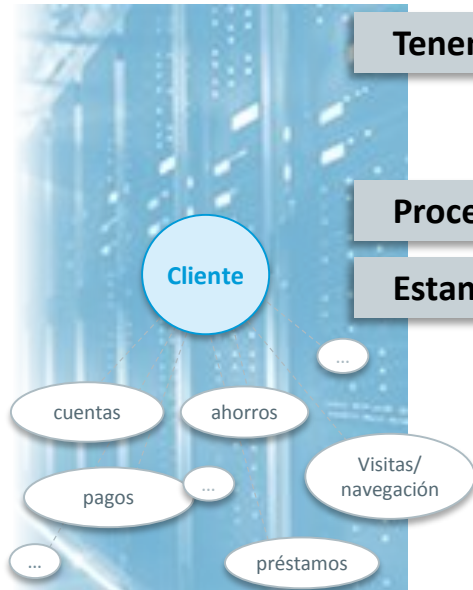 Tener
Proce
Estan
Cliente
...
cuentas
ahorros
Visitas/
navegación
...
pagos
...
préstamos